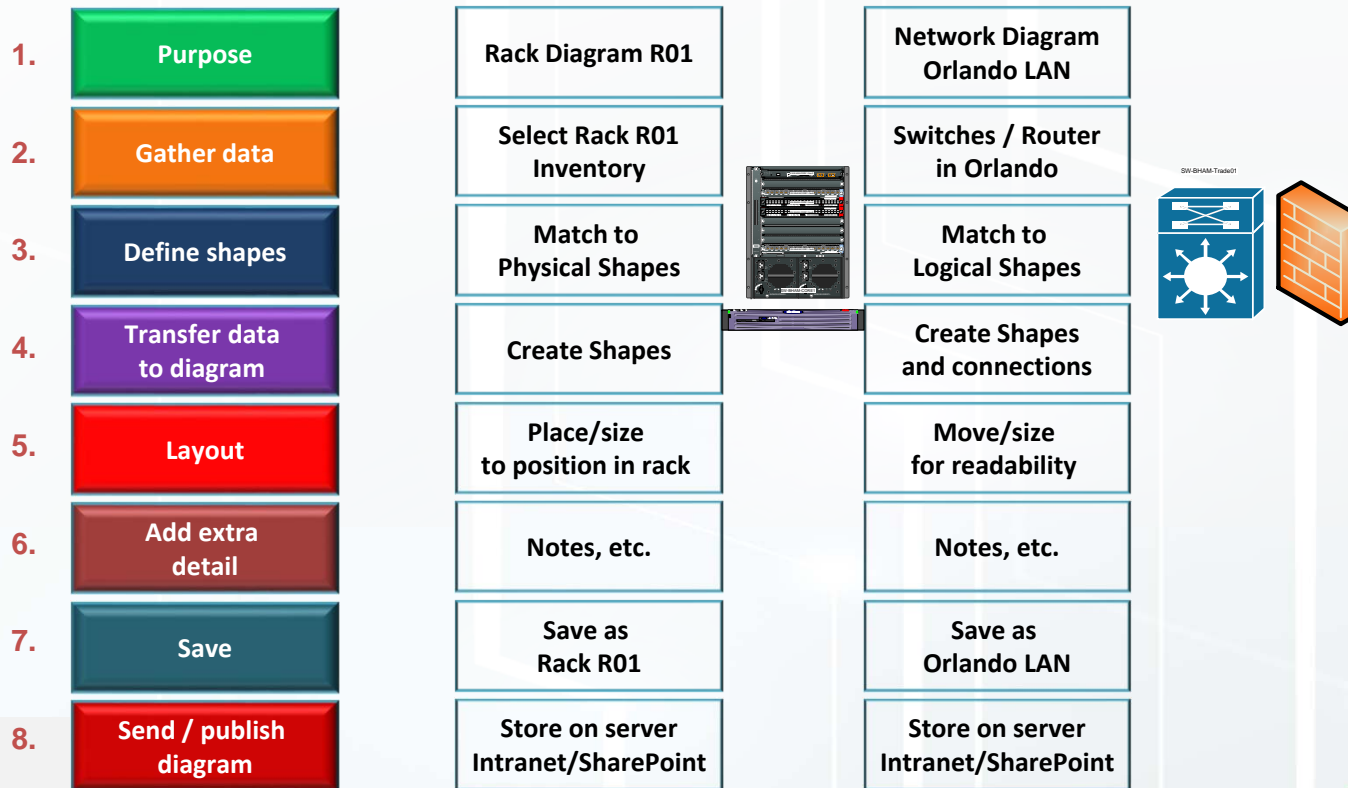 1.
Purpose
Rack Diagram R01
Network Diagram
Orlando LAN
2.
Gather data
Select Rack R01
Inventory
Switches / Router
in Orlando
SW-BHAM-Trade01
3.
Define shapes
Match to
Physical Shapes
SW-BHAM-CORE01
Match to
Logical Shapes
4.
Transfer data
to diagram
Create Shapes
Create Shapes
and connections
5.
Layout
Place/size
to position in rack
Move/size
for readability
6.
Add extra
detail
Notes, etc.
Notes, etc.
7.
Save
Save as
Rack R01
Save as
Orlando LAN
8.
Send / publish
diagram
Store on server
Intranet/SharePoint
Store on server
Intranet/SharePoint